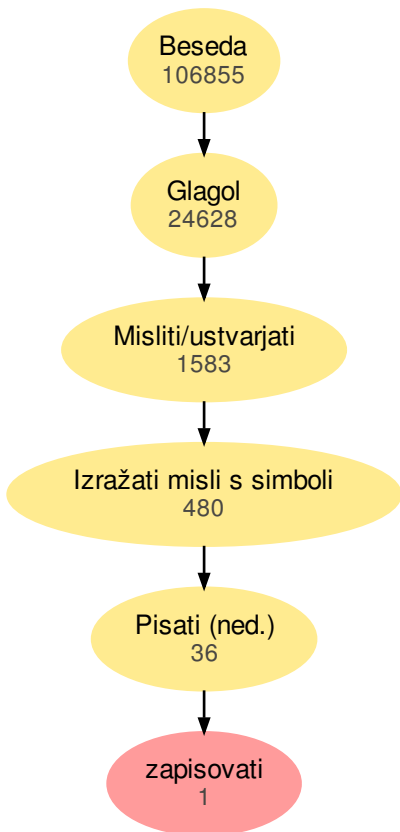 Beseda
106855
Glagol
24628
Misliti/ustvarjati
1583
Izražati misli s simboli
480
Pisati (ned.)
36
zapisovati
1